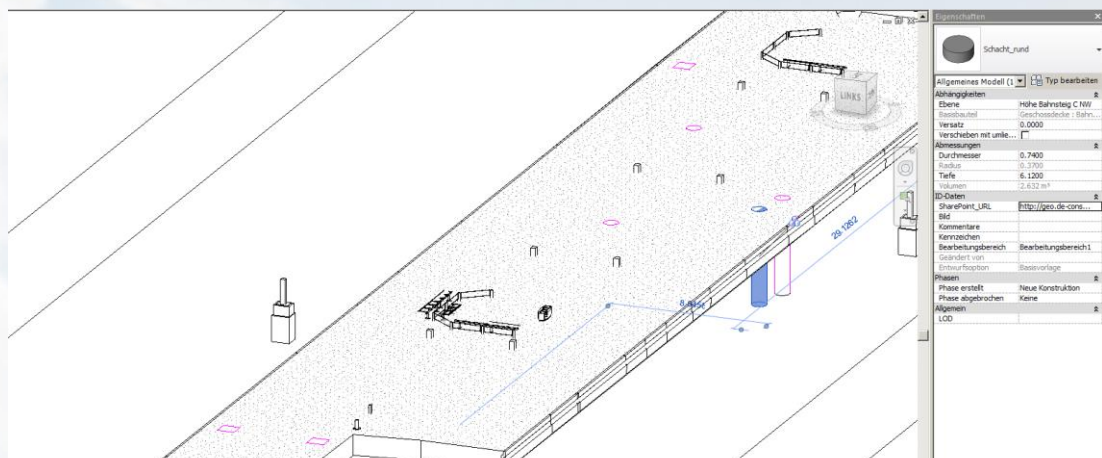 Eigenschaften
Schacht_rund
Allgemeines Modell (1
Typ bearbeiten
Abhängigkeiten
Ebene Höhe Bahnsteig C NW
Basisbauteil Geschossdecke : Bahn...
Versatz 0.0000
Verschieben mit umlie...
Abmessungen
Durchmesser 0.7400
Radius 0.3700
Tiefe 6.1200
Volumen 2.632 m³
ID-Daten
SharePoint_URL http://geo.de-cons...
Bild
Kommentare
Kennzeichen
Bearbeitungsbereich Bearbeitungsbereich1
Geändert von
Entwurfsoption Basisvorlage
Phasen
Phase erstellt Neue Konstruktion
Phase abgebrochen Keine
Allgemein
LOD
LINKS
29.1262